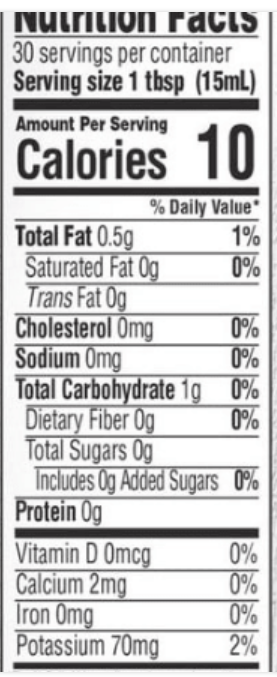 Nutrition Facts
30 servings per container
Serving size 1 tbsp (15mL)
Amount Per Serving
Calories 10
% Daily Value*
Total Fat 0.5g 1%
Saturated Fat 0g 0%
Trans Fat 0g
Cholesterol 0mg 0%
Sodium 0mg 0%
Total Carbohydrate 1g 0%
Dietary Fiber 0g 0%
Total Sugars 0g
Includes 0g Added Sugars 0%
Protein 0g
Vitamin D 0mcg 0%
Calcium 2mg 0%
Iron 0mg 0%
Potassium 70mg 2%